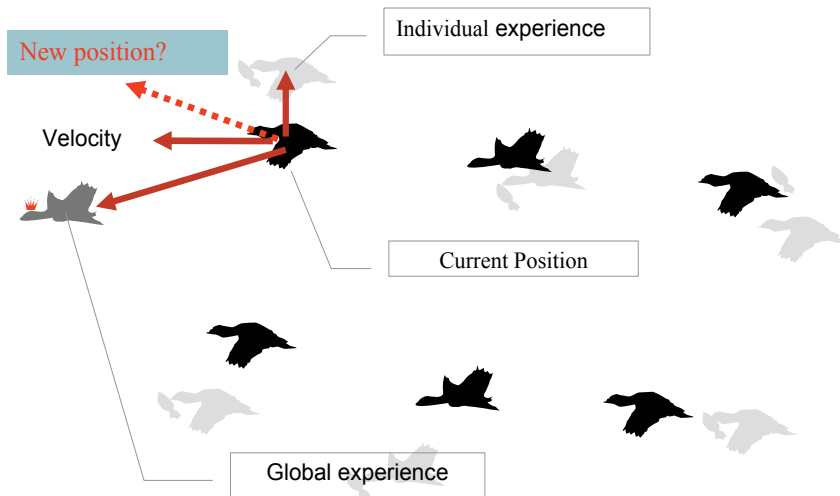 Individual experience
New position?
Velocity
Current Position
Global experience